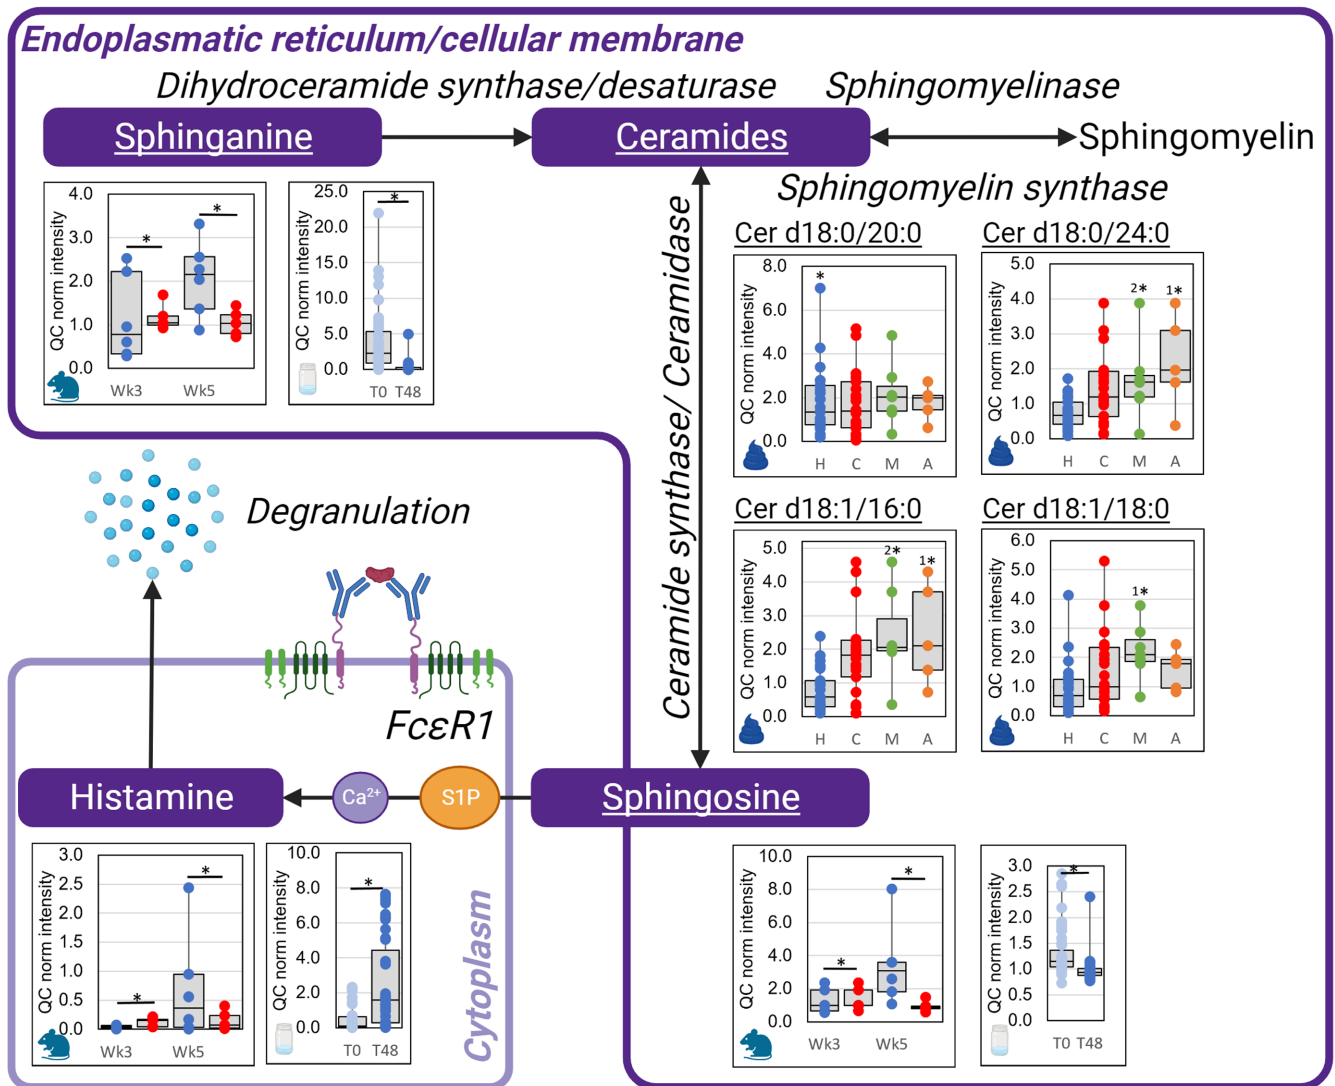 Endoplasmatic reticulum/cellular membrane
Dihydroceramide synthase/desaturase
Sphingomyelinase
Sphinganine
Ceramides
Sphingomyelin
Sphingomyelin synthase
Ceramide synthase/ Ceramidase
QC norm intensity
4.0
3.0
2.0
1.0
0.0
*
*
Wk3
Wk5
QC norm intensity
25.0
20.0
15.0
10.0
5.0
0.0
*
T0
T48
Cer d18:0/20:0
QC norm intensity
8.0
6.0
4.0
2.0
0.0
*
H
C
M
A
Cer d18:0/24:0
QC norm intensity
5.0
4.0
3.0
2.0
1.0
0.0
2*
1*
H
C
M
A
Cer d18:1/16:0
QC norm intensity
5.0
4.0
3.0
2.0
1.0
0.0
2*
1*
H
C
M
A
Cer d18:1/18:0
QC norm intensity
6.0
5.0
4.0
3.0
2.0
1.0
0.0
1*
H
C
M
A
Degranulation
FcεR1
Histamine
Ca²⁺
S1P
Sphingosine
Cytoplasm
QC norm intensity
3.0
2.5
2.0
1.5
1.0
0.5
0.0
*
*
Wk3
Wk5
QC norm intensity
10.0
8.0
6.0
4.0
2.0
0.0
*
T0
T48
QC norm intensity
10.0
8.0
6.0
4.0
2.0
0.0
*
*
Wk3
Wk5
QC norm intensity
3.0
2.5
2.0
1.5
1.0
0.5
0.0
*
T0
T48